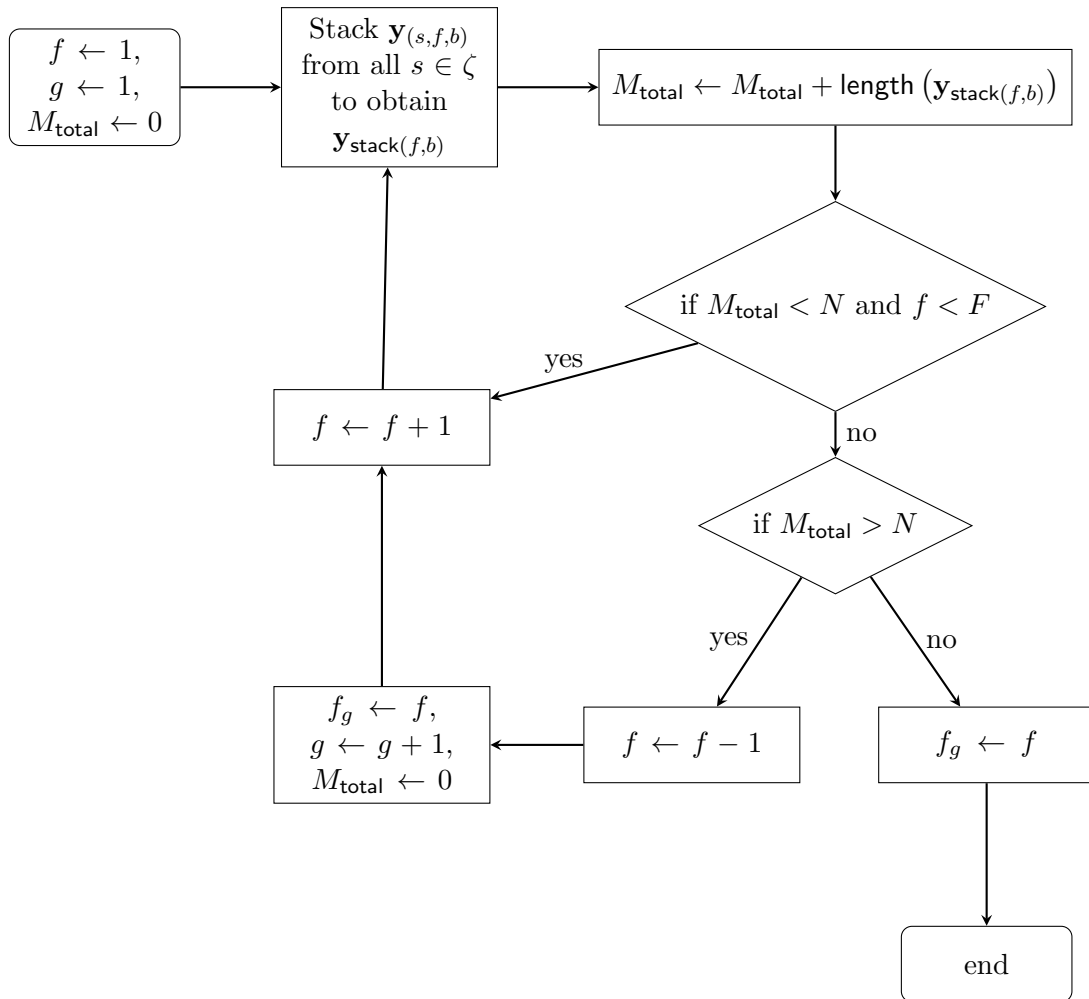 f ← 1,
g ← 1,
M_total ← 0
Stack y_(s,f,b)
from all s ∈ ζ
to obtain
y_stack(f,b)
M_total ← M_total + length (y_stack(f,b))
if M_total < N and f < F
yes
no
f ← f + 1
if M_total > N
yes
no
f_g ← f,
g ← g + 1,
M_total ← 0
f ← f − 1
f_g ← f
end